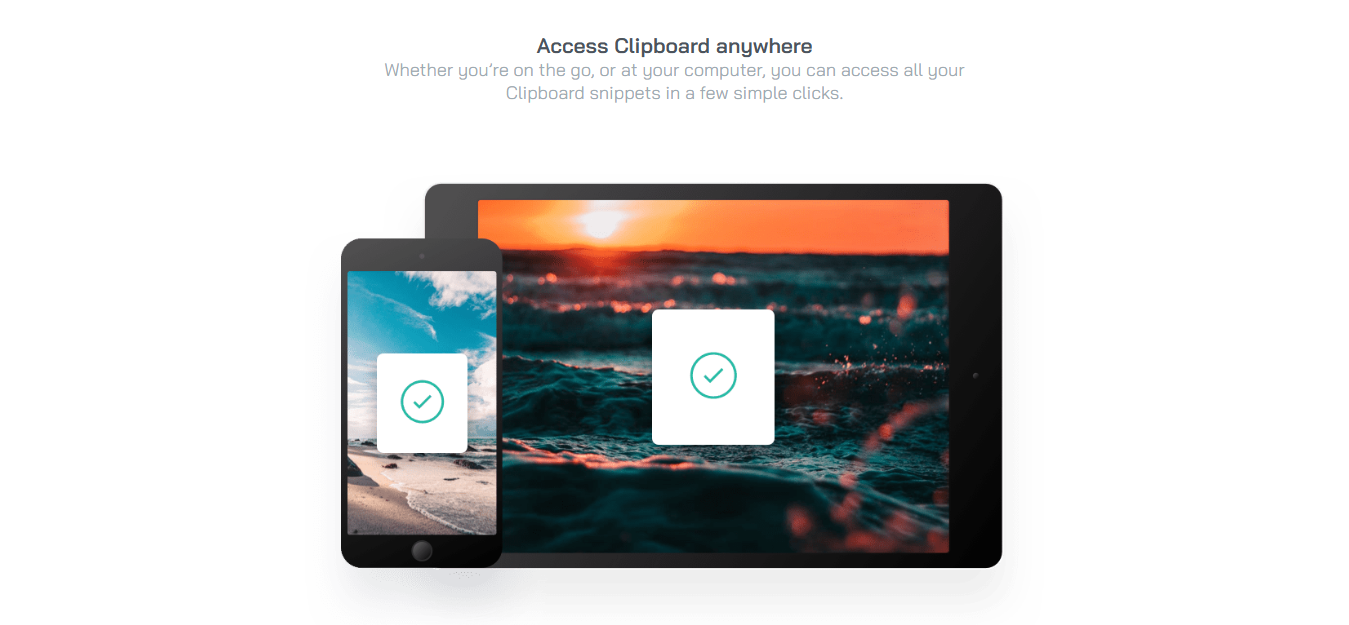 Access Clipboard anywhere
Whether you’re on the go, or at your computer, you can access all your
Clipboard snippets in a few simple clicks.